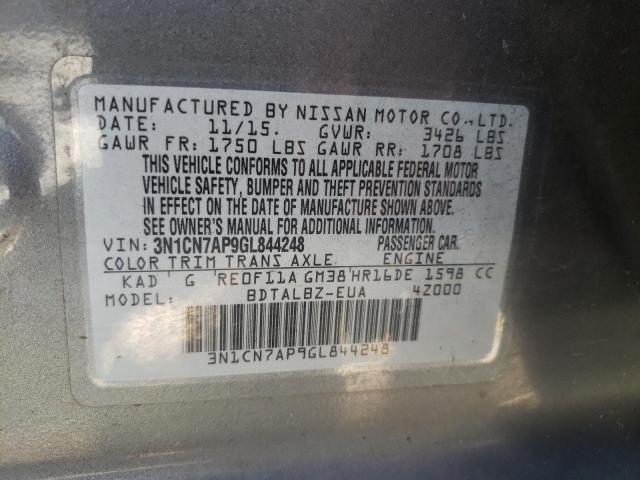 MANUFACTURED BY NISSAN MOTOR CO.,LTD.
DATE: 11/15. GVWR: 3426 LBS
GAWR FR: 1750 LBS GAWR RR: 1708 LBS
THIS VEHICLE CONFORMS TO ALL APPLICABLE FEDERAL MOTOR
VEHICLE SAFETY, BUMPER AND THEFT PREVENTION STANDARDS
IN EFFECT ON THE DATE OF MANUFACTURE SHOWN ABOVE.
SEE OWNER'S MANUAL FOR ADDITIONAL INFORMATION.
VIN: 3N1CN7AP9GL844248 PASSENGER CAR.
COLOR TRIM TRANS AXLE ENGINE
KAD G RE0F11A GM38 HR16DE 1598 CC
MODEL: BDTALBZ-EUA 42000
3N1CN7AP9GL844248